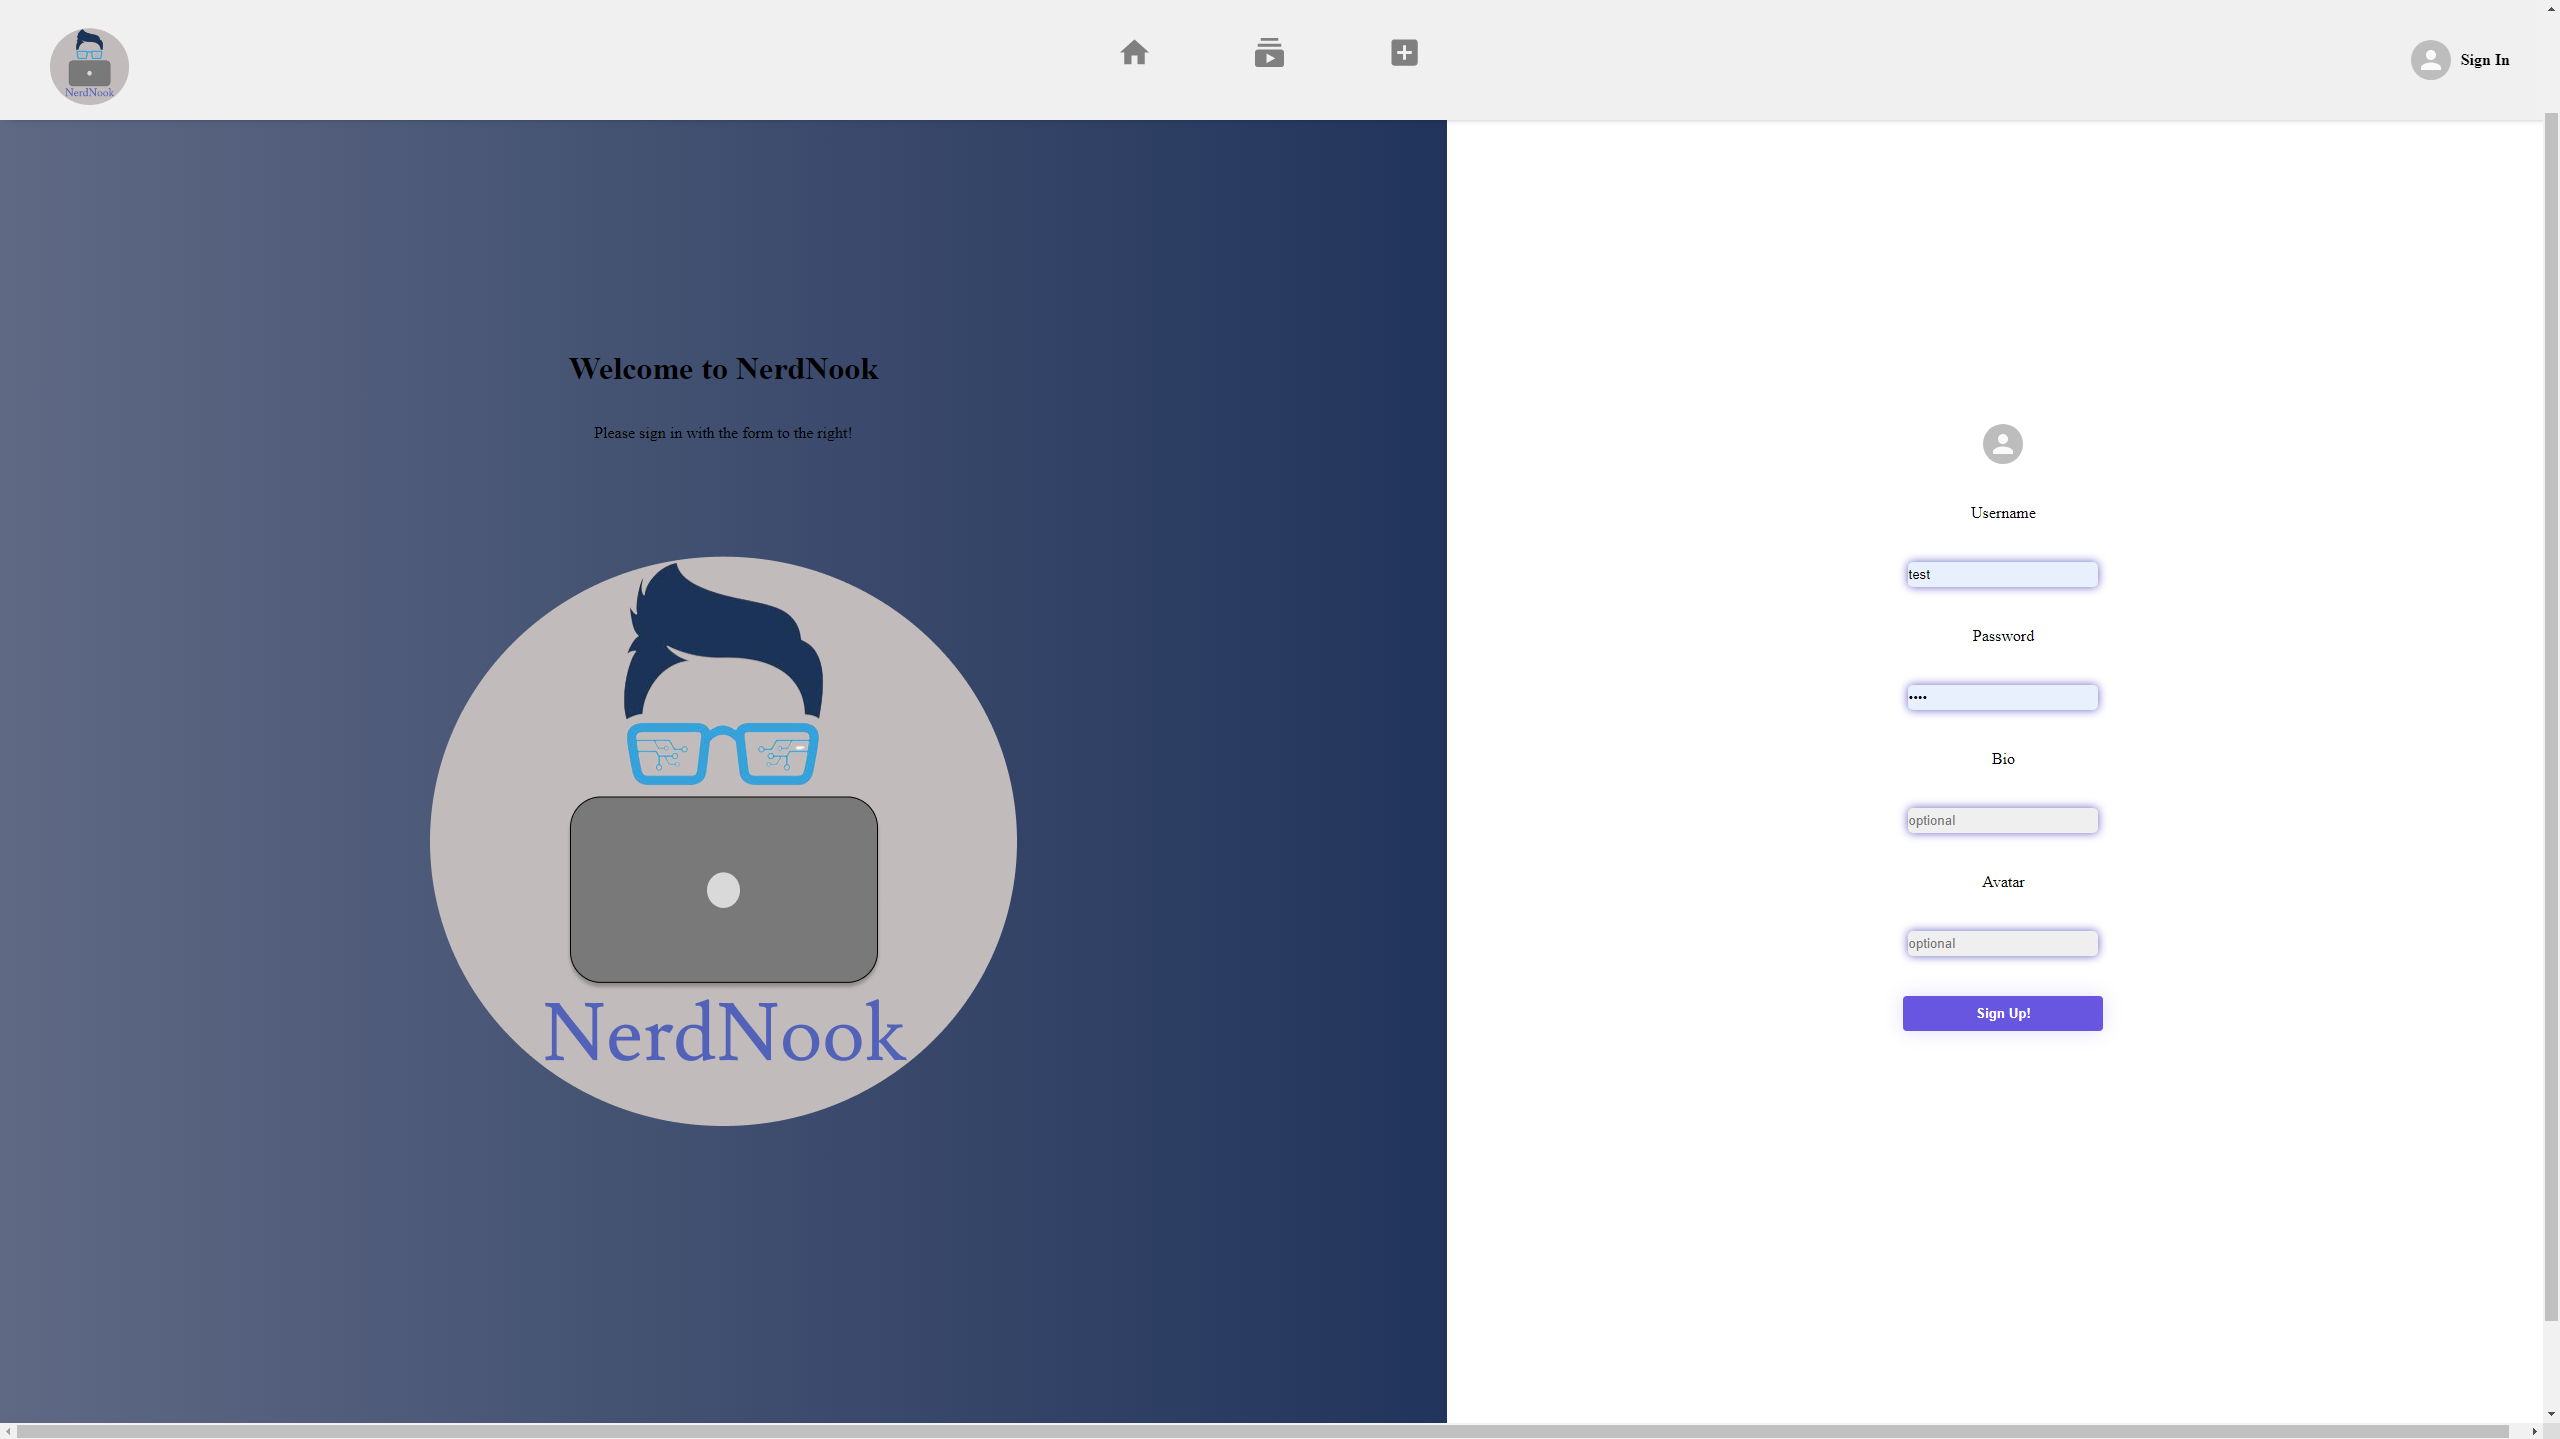 NerdNook
Sign In
Welcome to NerdNook
Please sign in with the form to the right!
NerdNook
Username
test
Password
••••
Bio
optional
Avatar
optional
Sign Up!